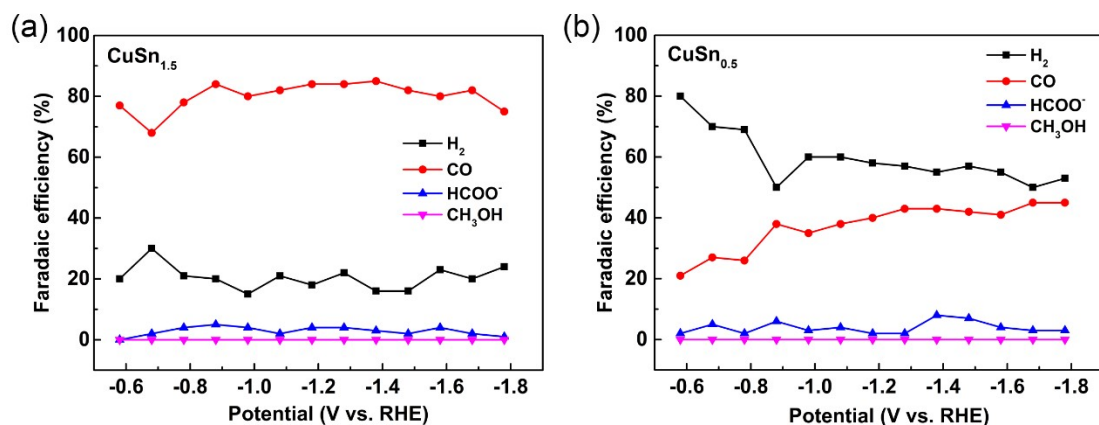 (a)
CuSn₁.₅
Faradaic efficiency (%)
100
80
60
40
20
0
H₂
CO
HCOO⁻
CH₃OH
-0.6 -0.8 -1.0 -1.2 -1.4 -1.6 -1.8
Potential (V vs. RHE)
(b)
CuSn₀.₅
Faradaic efficiency (%)
100
80
60
40
20
0
H₂
CO
HCOO⁻
CH₃OH
-0.6 -0.8 -1.0 -1.2 -1.4 -1.6 -1.8
Potential (V vs. RHE)